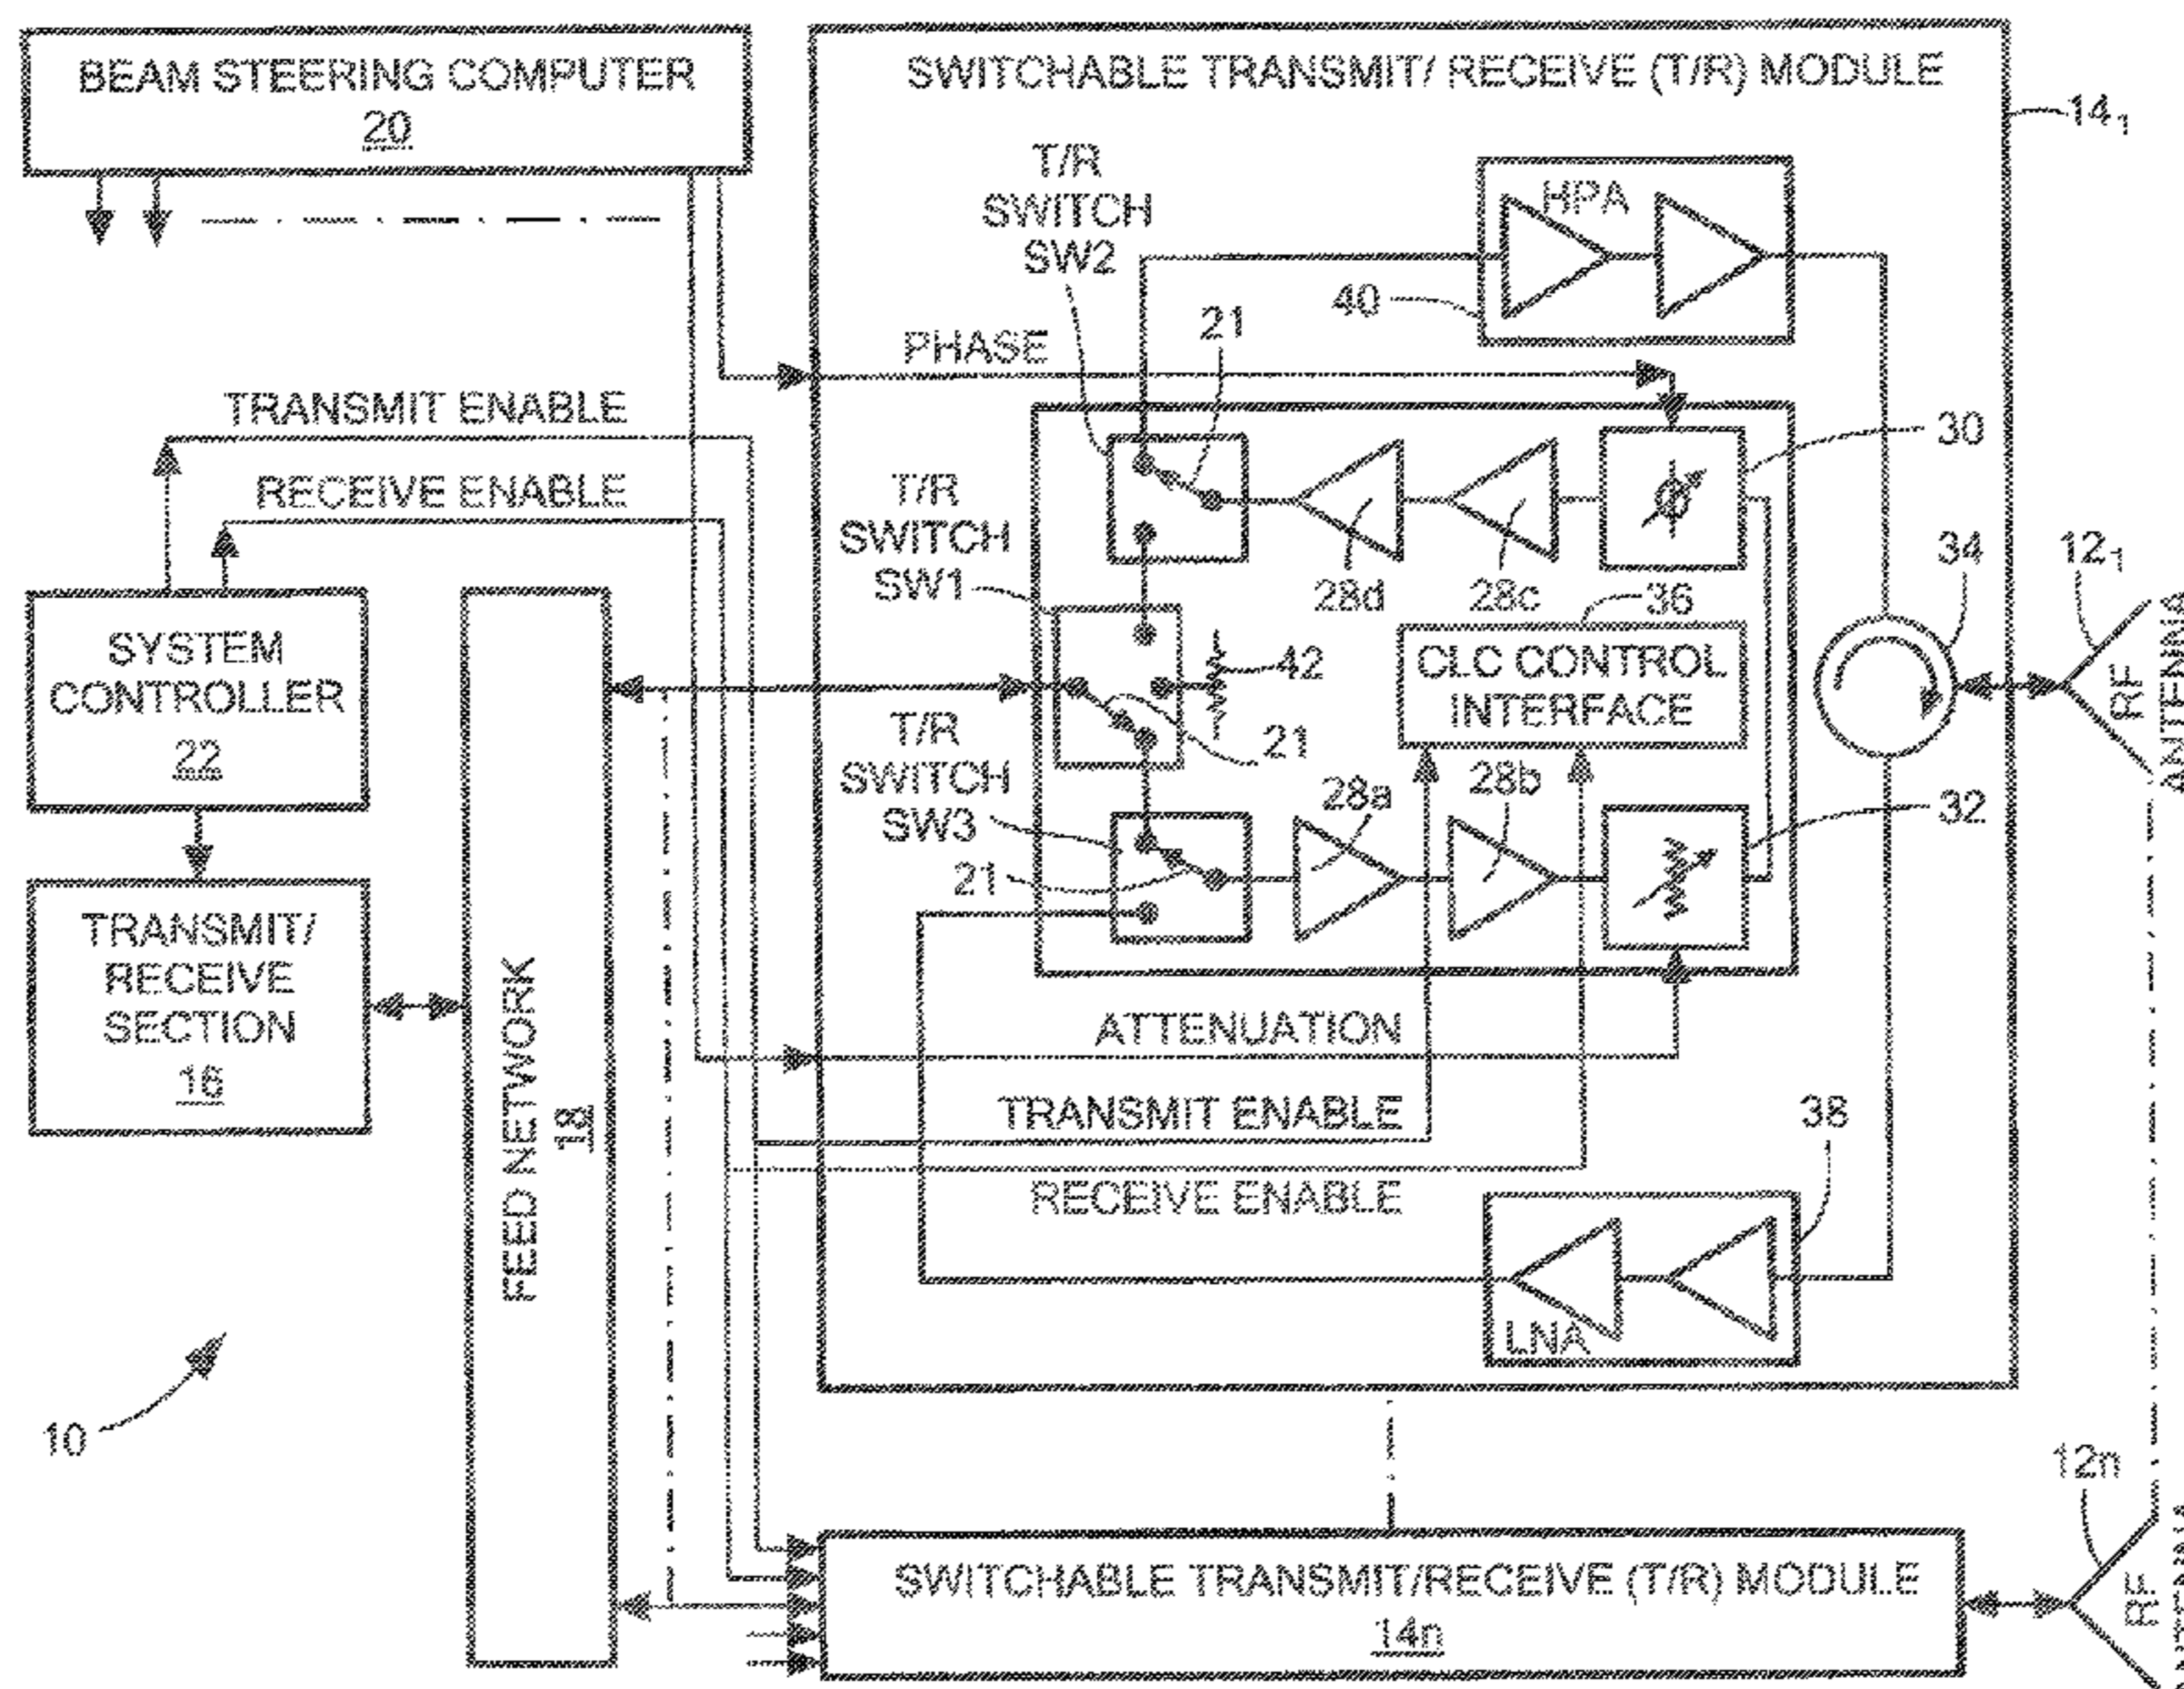 BEAM STEERING COMPUTER
20
SWITCHABLE TRANSMIT/ RECEIVE (T/R) MODULE
14₁
T/R
SWITCH
SW2
HPA
40
21
PHASE
TRANSMIT ENABLE
RECEIVE ENABLE
30
T/R
SWITCH
SW1
28d
28c
36
34
12₁
SYSTEM
CONTROLLER
22
42
CLC CONTROL
INTERFACE
RF
ANTENNA
T/R
SWITCH
SW3
21
28a
28b
32
21
TRANSMIT/
RECEIVE
SECTION
16
FEED NETWORK
18
ATTENUATION
TRANSMIT ENABLE
RECEIVE ENABLE
38
LNA
10
12n
SWITCHABLE TRANSMIT/RECEIVE (T/R) MODULE
14n
RF